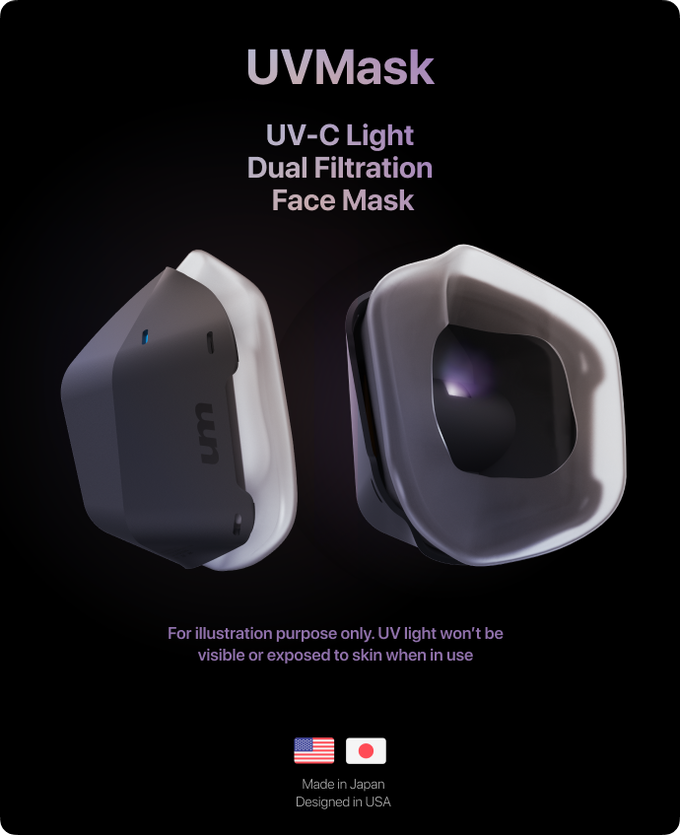 UVMask
UV-C Light
Dual Filtration
Face Mask
um
For illustration purpose only. UV light won't be
visible or exposed to skin when in use
Made in Japan
Designed in USA